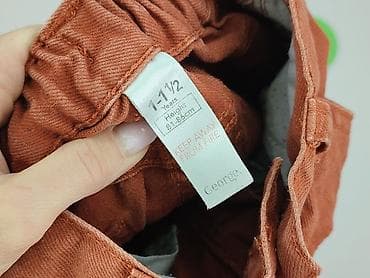 1-1½
Years
Height
81-86cm
KEEP AWAY
FROM FIRE
George.